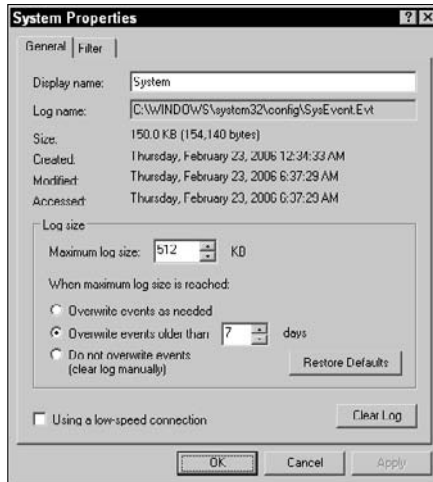 System Properties
General Filter
Display name: System
Log name: C:\WINDOWS\system32\config\SysEvent.Evt
Size: 150.0 KB (154,140 bytes)
Created: Thursday, February 23, 2006 12:34:33 AM
Modified: Thursday, February 23, 2006 6:37:29 AM
Accessed: Thursday, February 23, 2006 6:37:29 AM
Log size
Maximum log size: 512 KB
When maximum log size is reached:
Overwrite events as needed
Overwrite events older than 7 days
Do not overwrite events
(clear log manually)
Restore Defaults
Using a low-speed connection
Clear Log
OK Cancel Apply